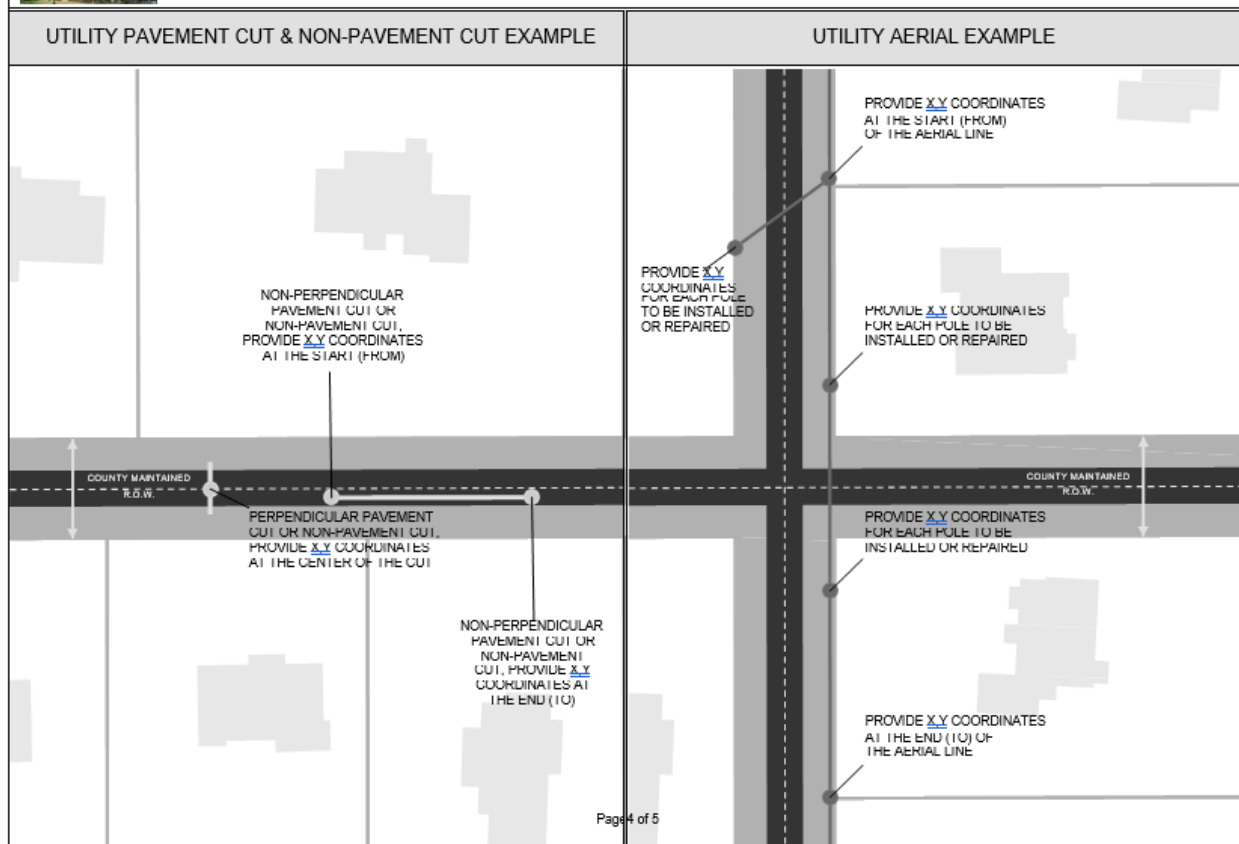 UTILITY PAVEMENT CUT & NON-PAVEMENT CUT EXAMPLE
NON-PERPENDICULAR
PAVEMENT CUT OR
NON-PAVEMENT CUT,
PROVIDE X,Y COORDINATES
AT THE START (FROM)
COUNTY MAINTAINED
R.O.W.
PERPENDICULAR PAVEMENT
CUT OR NON-PAVEMENT CUT,
PROVIDE X,Y COORDINATES
AT THE CENTER OF THE CUT
NON-PERPENDICULAR
PAVEMENT CUT OR
NON-PAVEMENT
CUT, PROVIDE X,Y
COORDINATES AT
THE END (TO)
UTILITY AERIAL EXAMPLE
PROVIDE X,Y COORDINATES
AT THE START (FROM)
OF THE AERIAL LINE
PROVIDE X,Y
COORDINATES
FOR EACH POLE
TO BE INSTALLED
OR REPAIRED
PROVIDE X,Y COORDINATES
FOR EACH POLE TO BE
INSTALLED OR REPAIRED
COUNTY MAINTAINED
R.O.W.
PROVIDE X,Y COORDINATES
FOR EACH POLE TO BE
INSTALLED OR REPAIRED
PROVIDE X,Y COORDINATES
AT THE END (TO) OF
THE AERIAL LINE
Page4 of 5